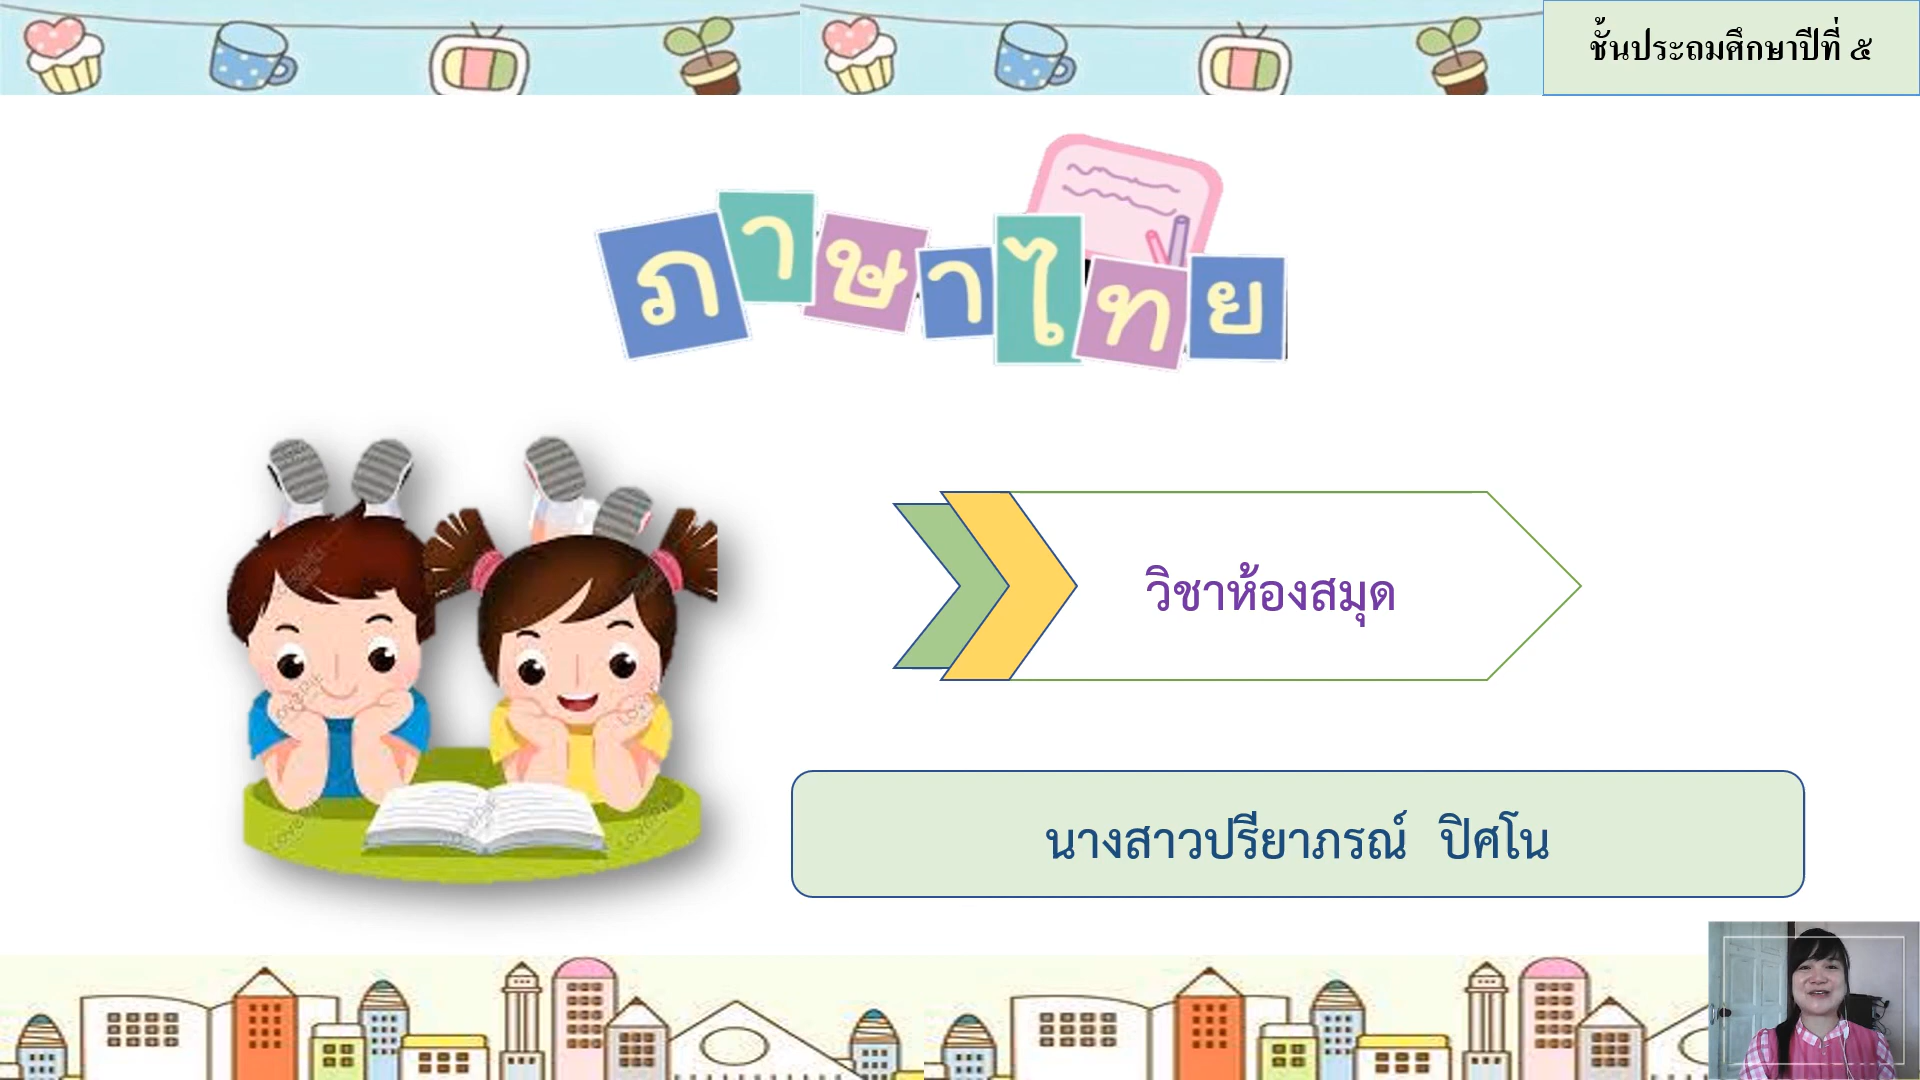 ชั้นประถมศึกษาปีที่ ๕
ภาษาไทย
วิชาห้องสมุด
นางสาวปรียาภรณ์ ปิศโน